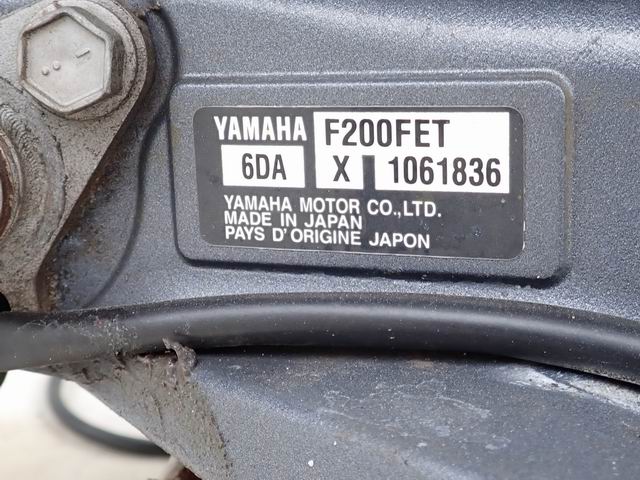 YAMAHA F200FET
6DA X 1061836
YAMAHA MOTOR CO.,LTD.
MADE IN JAPAN
PAYS D'ORIGINE JAPON